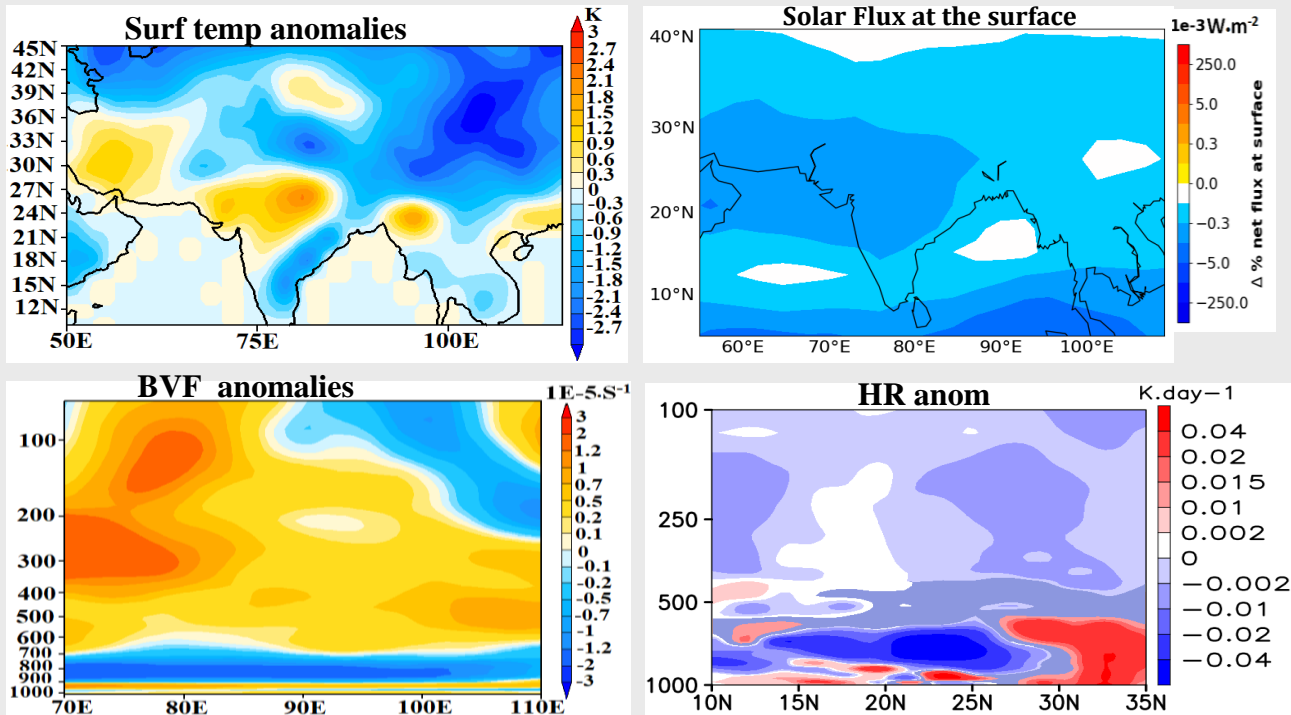 Surf temp anomalies
K
45N
42N
39N
36N
33N
30N
27N
24N
21N
18N
15N
12N
50E
75E
100E
3
2.7
2.4
2.1
1.8
1.5
1.2
0.9
0.6
0.3
0
-0.3
-0.6
-0.9
-1.2
-1.5
-1.8
-2.1
-2.4
-2.7
Solar Flux at the surface
1e-3W.m-2
40°N
30°N
20°N
10°N
60°E
70°E
80°E
90°E
100°E
250.0
5.0
0.3
0.0
-0.3
-5.0
-250.0
Δ % net flux at surface
BVF anomalies
1E-5.S-1
100
200
300
400
500
600
700
800
900
1000
70E
80E
90E
100E
110E
3
2
1.2
1
0.7
0.5
0.2
0.1
0
-0.1
-0.2
-0.5
-0.7
-1
-1.2
-2
-3
HR anom
K.day-1
100
250
500
1000
10N
15N
20N
25N
30N
35N
0.04
0.02
0.015
0.01
0.002
0
-0.002
-0.01
-0.02
-0.04